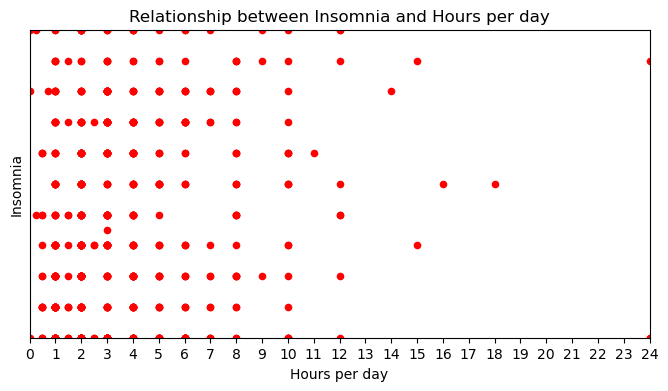 Relationship between Insomnia and Hours per day
Insomnia
0 1 2 3 4 5 6 7 8 9 10 11 12 13 14 15 16 17 18 19 20 21 22 23 24
Hours per day